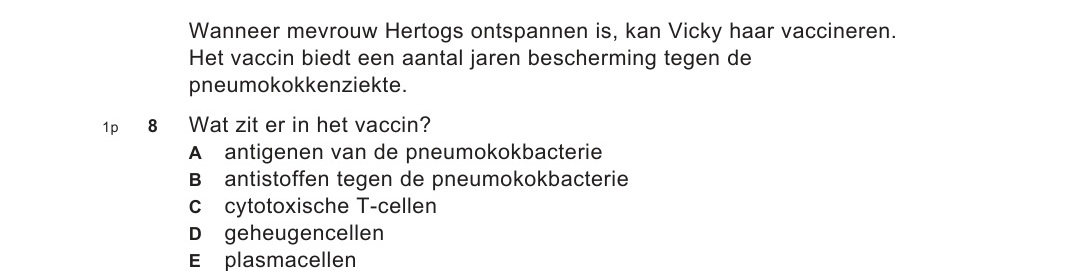 Wanneer mevrouw Hertogs ontspannen is, kan Vicky haar vaccineren.
Het vaccin biedt een aantal jaren bescherming tegen de
pneumokokkenziekte.
1p 8 Wat zit er in het vaccin?
A antigenen van de pneumokokbacterie
B antistoffen tegen de pneumokokbacterie
C cytotoxische T-cellen
D geheugencellen
E plasmacellen